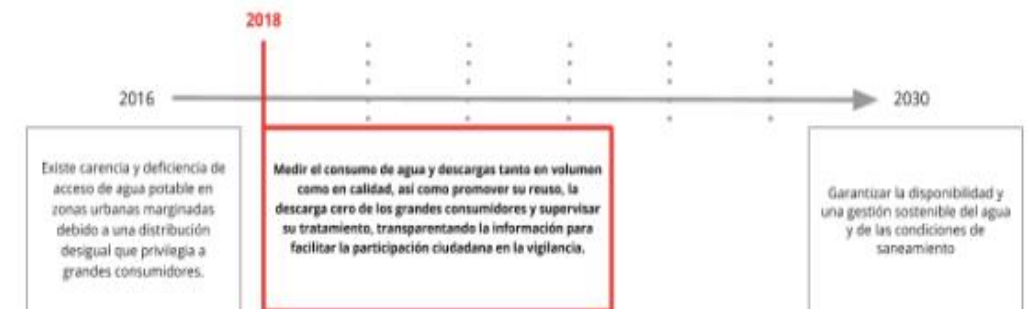 2018
2016
2030
Existe carencia y deficiencia de
acceso de agua potable en
zonas urbanas marginadas
debido a una distribución
desigual que privilegia a
grandes consumidores.
Medir el consumo de agua y descargas tanto en volumen
como en calidad, así como promover su reuso, la
descarga cero de los grandes consumidores y supervisar
su tratamiento, transparentando la información para
facilitar la participación ciudadana en la vigilancia.
Garantizar la disponibilidad y
una gestión sostenible del agua
y de las condiciones de
saneamiento